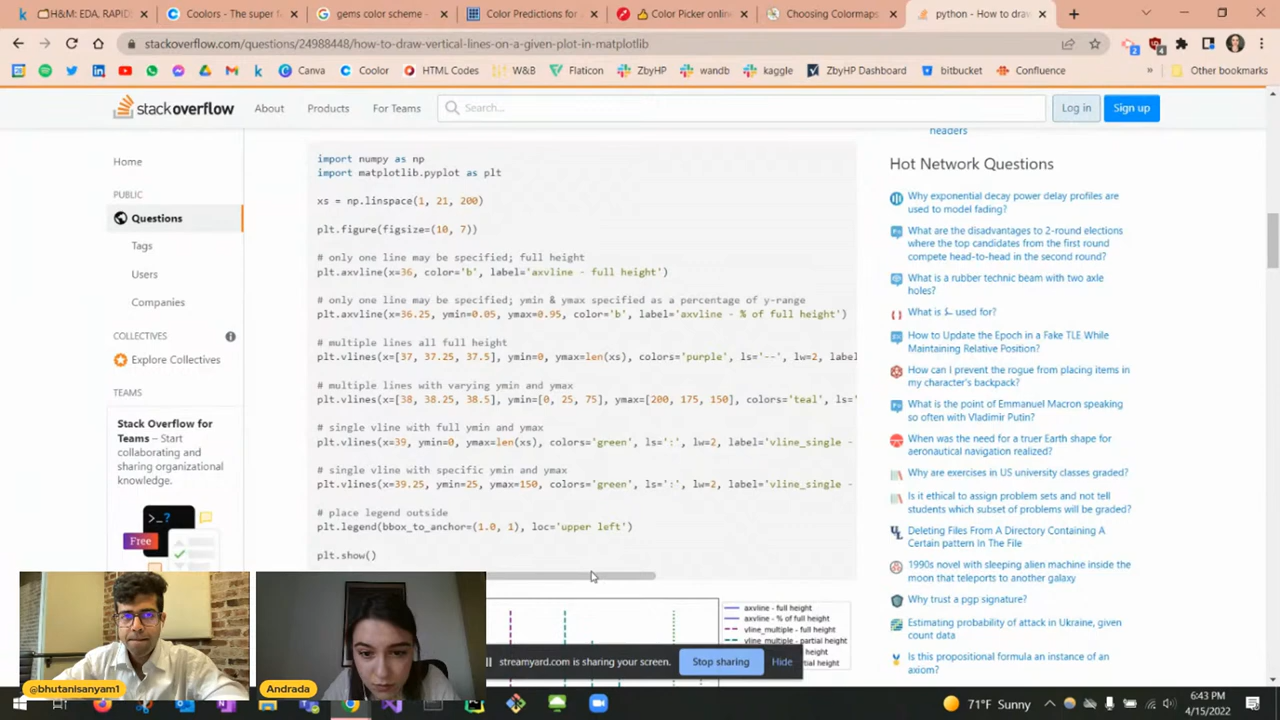 H&M: EDA, RAPIDS
Coolors - The super f
gems color scheme -
Color Predictions for
Color Picker online
Choosing Colormaps
python - How to draw
stackoverflow.com/questions/24988448/how-to-draw-vertical-lines-on-a-given-plot-in-matplotlib
Canva
Coolor
HTML Codes
W&B
Flaticon
ZbyHP
wandb
kaggle
ZbyHP Dashboard
bitbucket
Confluence
Other bookmarks
stackoverflow
About
Products
For Teams
Search...
Log in
Sign up
Home
PUBLIC
Questions
Tags
Users
Companies
COLLECTIVES
Explore Collectives
TEAMS
Stack Overflow for
Teams – Start
collaborating and
sharing organizational
knowledge.
>_?
Free
import numpy as np
import matplotlib.pyplot as plt
xs = np.linspace(1, 21, 200)
plt.figure(figsize=(10, 7))
# only one line may be specified; full height
plt.axvline(x=36, color='b', label='axvline - full height')
# only one line may be specified; ymin & ymax specified as a percentage of y-range
plt.axvline(x=36.25, ymin=0.05, ymax=0.95, color='b', label='axvline - % of full height')
# multiple lines all full height
plt.vlines(x=[37, 37.25, 37.5], ymin=0, ymax=len(xs), colors='purple', ls='--', lw=2, label
# multiple lines with varying ymin and ymax
plt.vlines(x=[38, 38.25, 38.5], ymin=[0, 25, 75], ymax=[200, 175, 150], colors='teal', ls='
# single vline with full ymin and ymax
plt.vlines(x=39, ymin=0, ymax=len(xs), colors='green', ls=':', lw=2, label='vline_single -
# single vline with specific ymin and ymax
plt.vlines(x=39.25, ymin=25, ymax=150, colors='green', ls=':', lw=2, label='vline_single -
# place legend outside
plt.legend(bbox_to_anchor=(1.0, 1), loc='upper left')
plt.show()
axvline - full height
axvline - % of full height
vline_multiple - full height
vline_multiple - partial height
streamyard.com is sharing your screen.
Stop sharing
Hide
headers
Hot Network Questions
Why exponential decay power delay profiles are
used to model fading?
What are the disadvantages to 2-round elections
where the top candidates from the first round
compete head-to-head in the second round?
What is a rubber technic beam with two axle
holes?
How to Update the Epoch in a Fake TLE While
Maintaining Relative Position?
How can I prevent the rogue from placing items in
my character's backpack?
What is the point of Emmanuel Macron speaking
so often with Vladimir Putin?
When was the need for a truer Earth shape for
aeronautical navigation realized?
Why are exercises in US university classes graded?
Is it ethical to assign problem sets and not tell
students which subset of problems will be graded?
Deleting Files From A Directory Containing A
Certain pattern In The File
1990s novel with sleeping alien machine inside the
moon that teleports to another galaxy
Why trust a pgp signature?
Estimating probability of attack in Ukraine, given
count data
Is this propositional formula an instance of an
axiom?
@bhutanisanyam1
Andrada
71°F Sunny
6:43 PM
4/15/2022